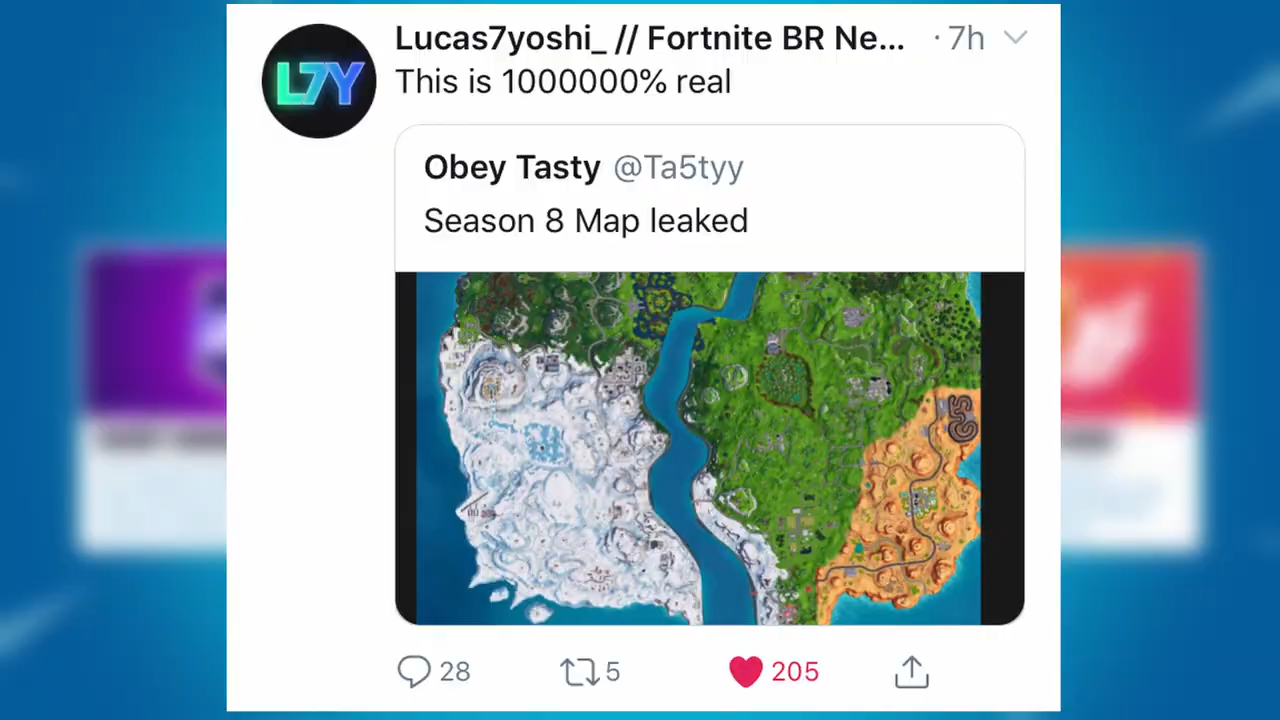 L7Y
Lucas7yoshi_ // Fortnite BR Ne... · 7h
This is 1000000% real
Obey Tasty @Ta5tyy
Season 8 Map leaked
28 5 205